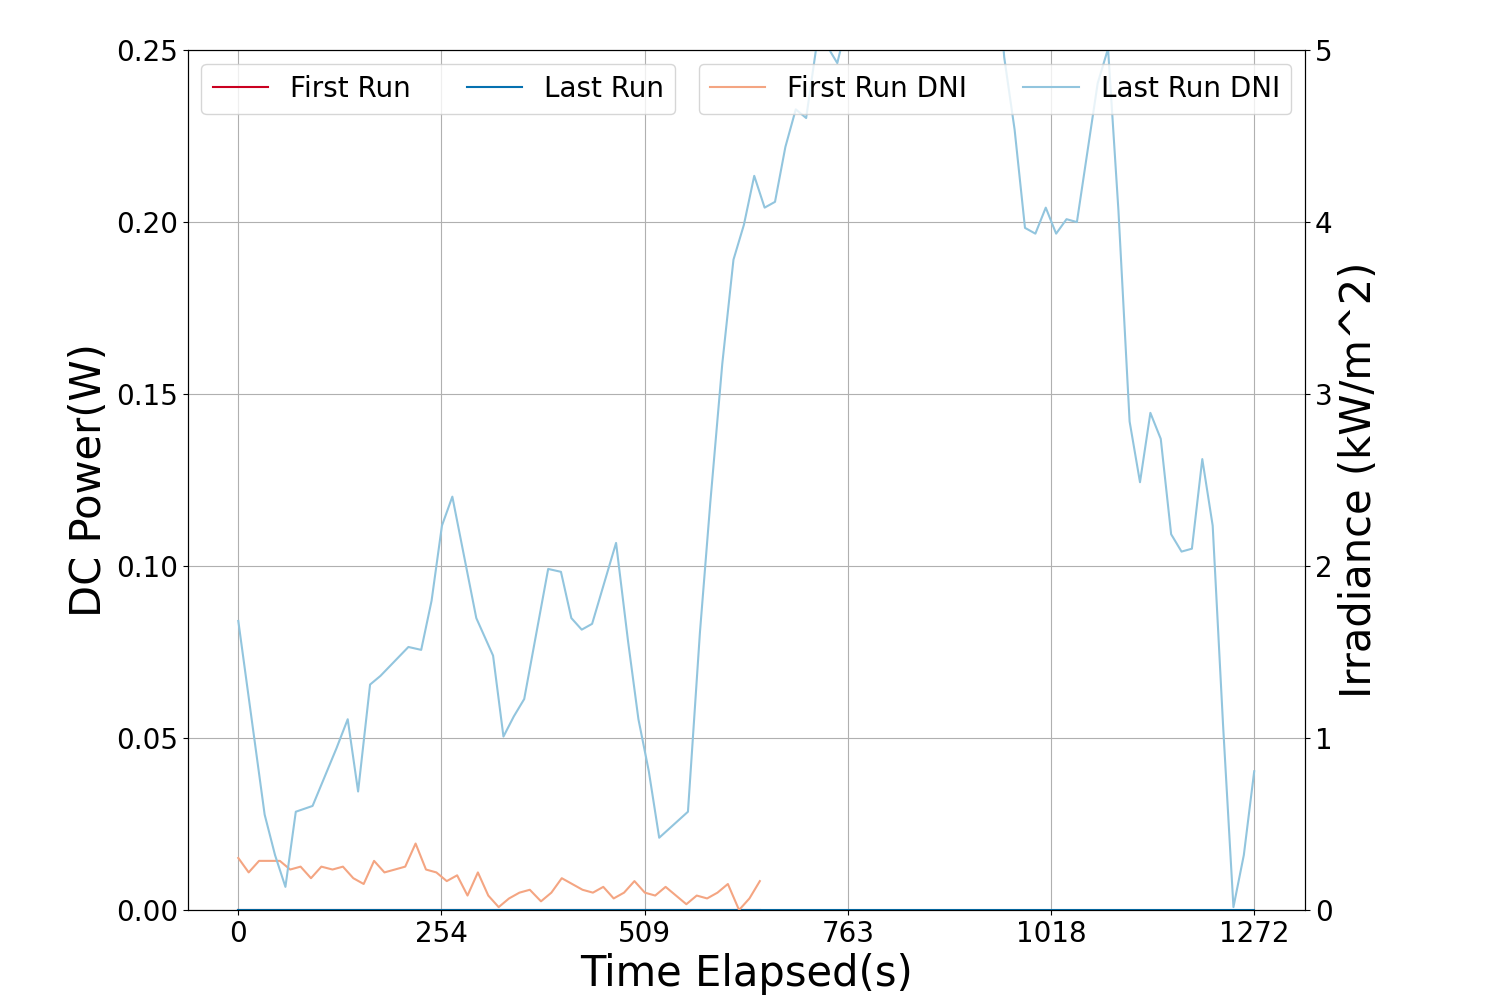 First Run
Last Run
First Run DNI
Last Run DNI
DC Power(W)
0.25
0.20
0.15
0.10
0.05
0.00
5
4
3
2
1
0
Irradiance (kW/m^2)
0 254 509 763 1018 1272
Time Elapsed(s)